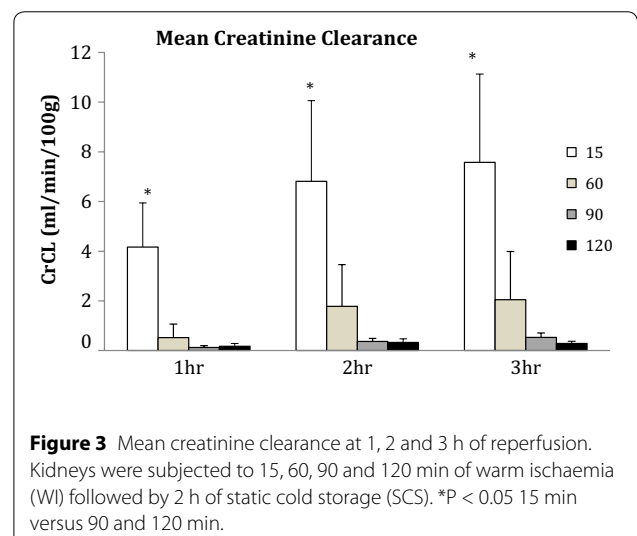 Mean Creatinine Clearance
12
10
8
6
4
2
0
CrCL (ml/min/100g)
*
*
*
1hr
2hr
3hr
15
60
90
120
Figure 3 Mean creatinine clearance at 1, 2 and 3 h of reperfusion.
Kidneys were subjected to 15, 60, 90 and 120 min of warm ischaemia
(WI) followed by 2 h of static cold storage (SCS). *P < 0.05 15 min
versus 90 and 120 min.